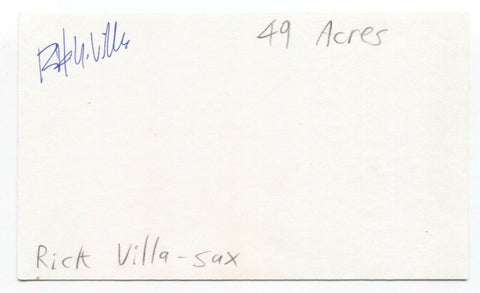 49 Acres
Rick Villa-sax